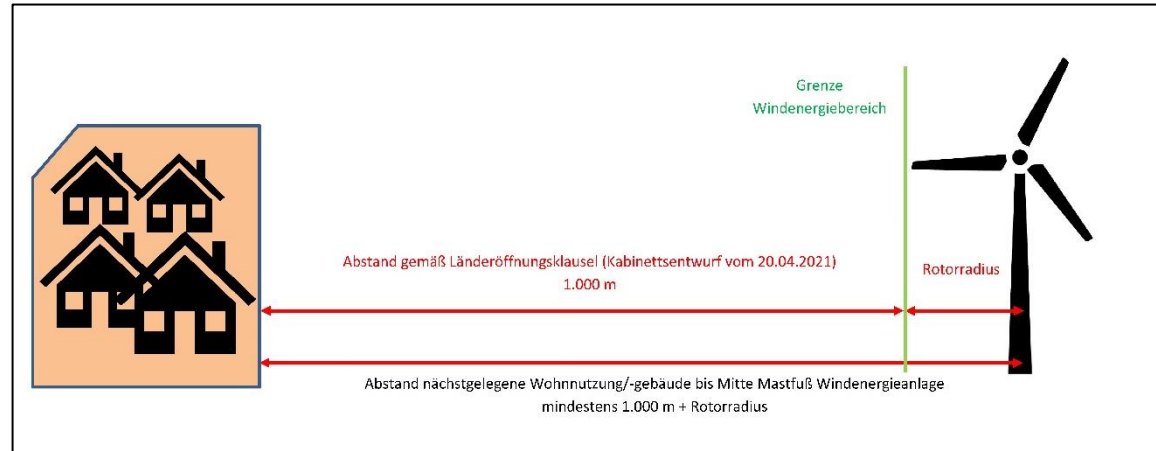 Grenze
Windenergiebereich
Abstand gemäß Länderöffnungsklausel (Kabinettsentwurf vom 20.04.2021)
1.000 m
Rotorradius
Abstand nächstgelegene Wohnnutzung/-gebäude bis Mitte Mastfuß Windenergieanlage
mindestens 1.000 m + Rotorradius